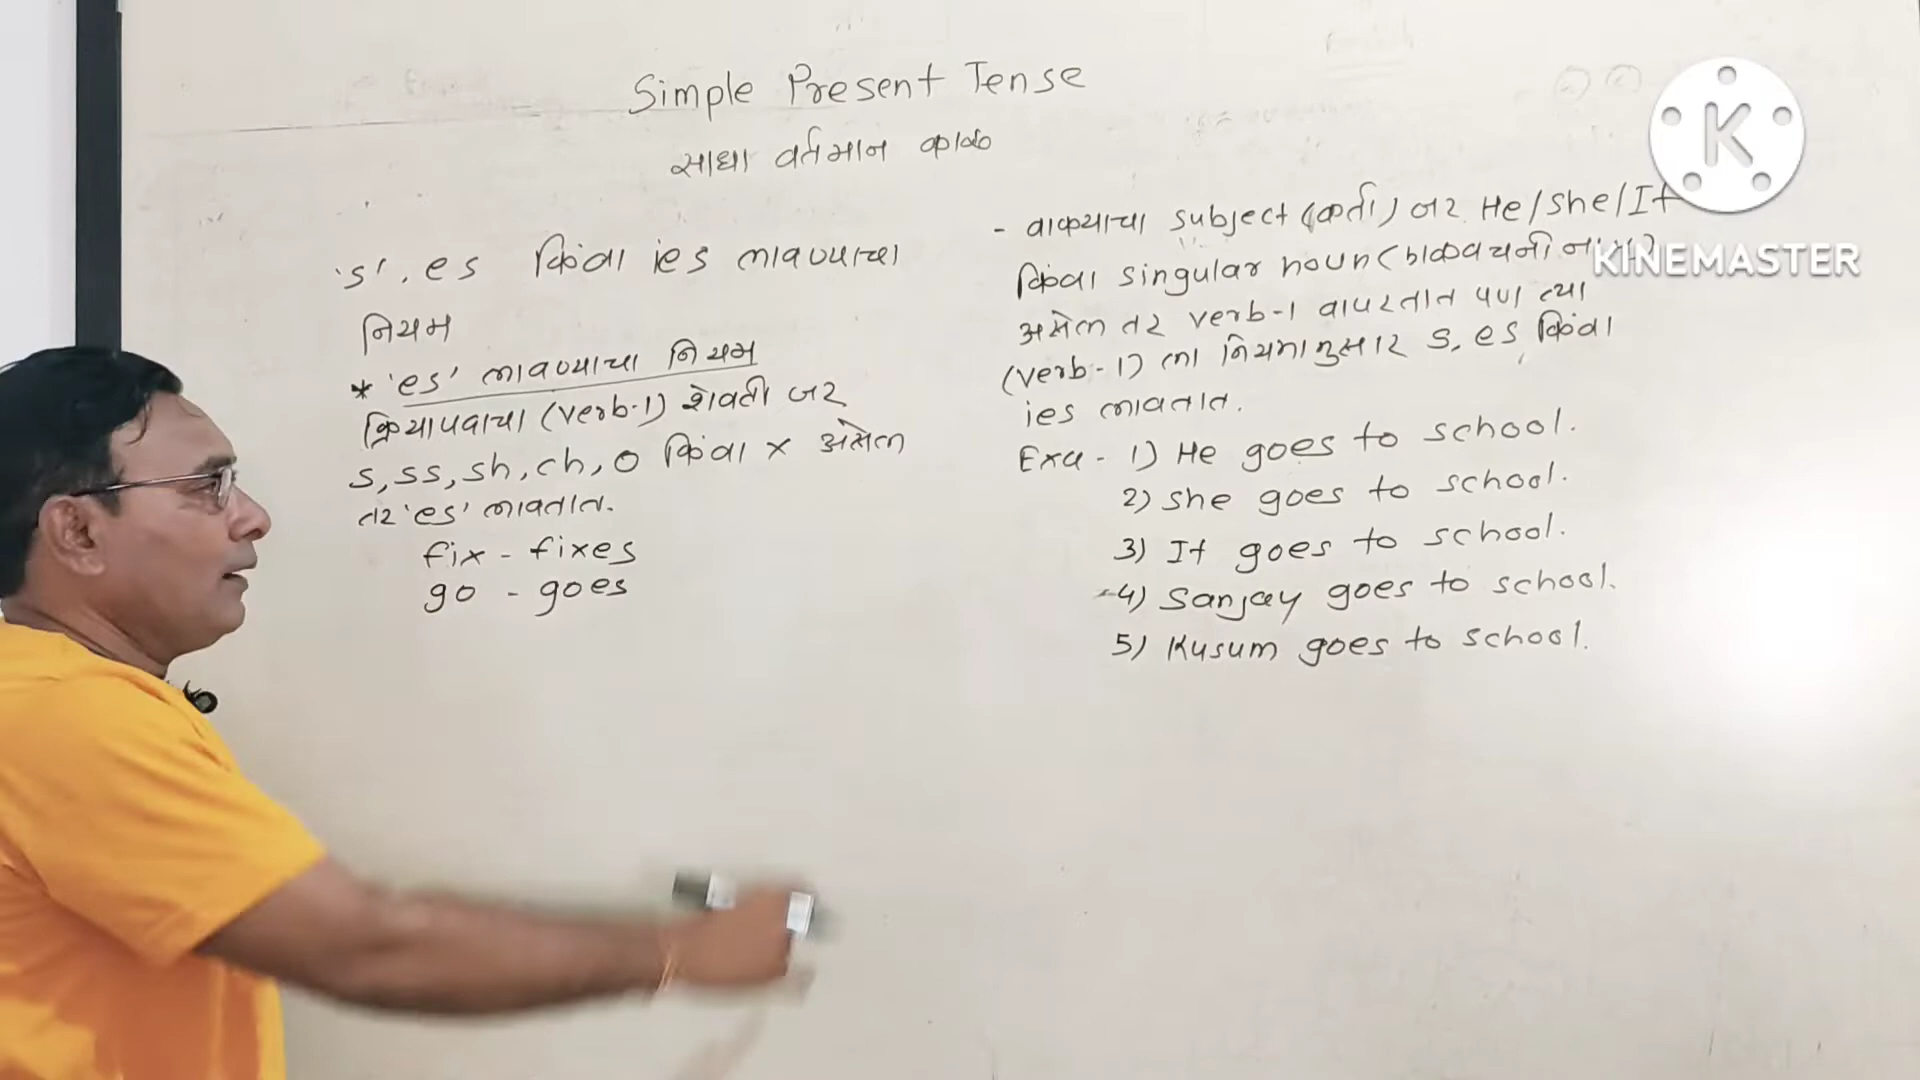 Simple Present Tense
साधा वर्तमान काळ
's', es किंवा ies लावण्याचा
नियम
* 'es' लावण्याचा नियम
क्रियापदाचा (verb-1) शेवटी जर
s, ss, sh, ch, o किंवा x असेल
तर 'es' लावतात.
fix - fixes
go - goes
- वाक्याचा subject (कर्ता) जर He/She/It
किंवा singular noun (एकवचनी
असेल तर verb-1 वापरतात पण त्या
(verb-1) ला नियमानुसार s, es किंवा
ies लावतात.
Exa - 1) He goes to school.
2) She goes to school.
3) It goes to school.
4) Sanjay goes to school.
5) Kusum goes to school.
K
KINEMASTER